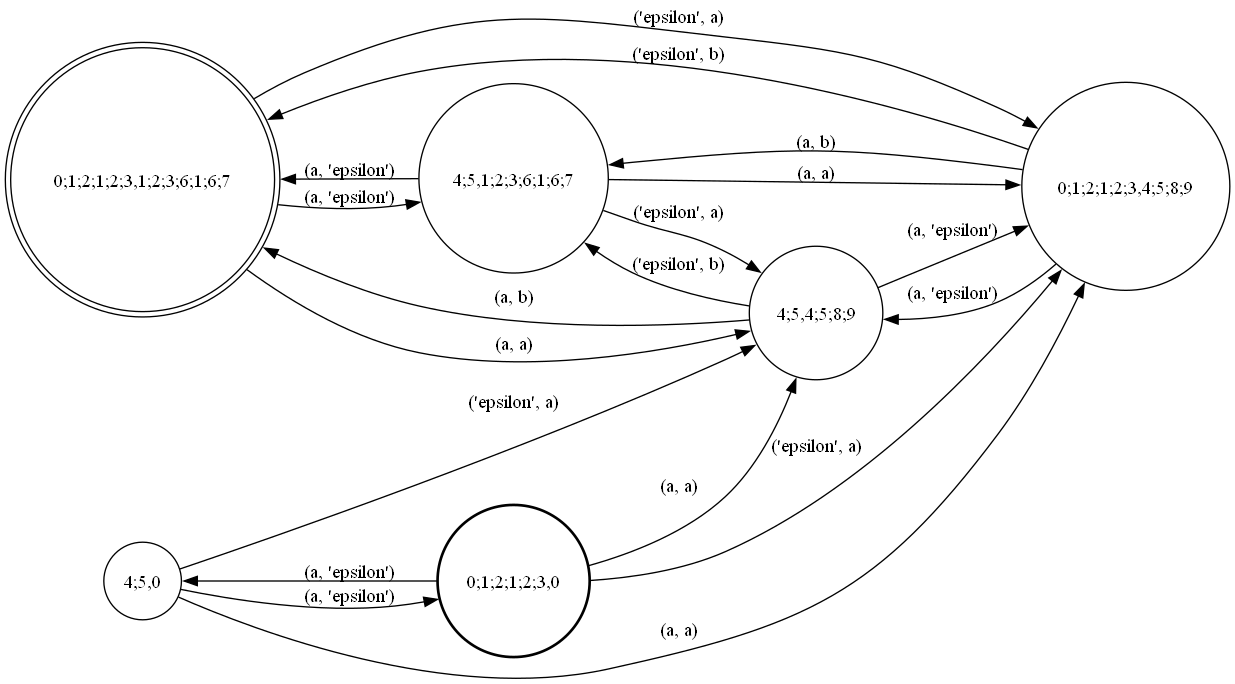 ('epsilon', a)
('epsilon', b)
(a, b)
(a, a)
(a, 'epsilon')
(a, 'epsilon')
0;1;2;1;2;3,1;2;3;6;1;6;7
4;5,1;2;3;6;1;6;7
0;1;2;1;2;3,4;5;8;9
('epsilon', a)
(a, 'epsilon')
('epsilon', b)
(a, 'epsilon')
(a, b)
4;5,4;5;8;9
(a, a)
('epsilon', a)
('epsilon', a)
(a, a)
(a, 'epsilon')
4;5,0
0;1;2;1;2;3,0
(a, 'epsilon')
(a, a)